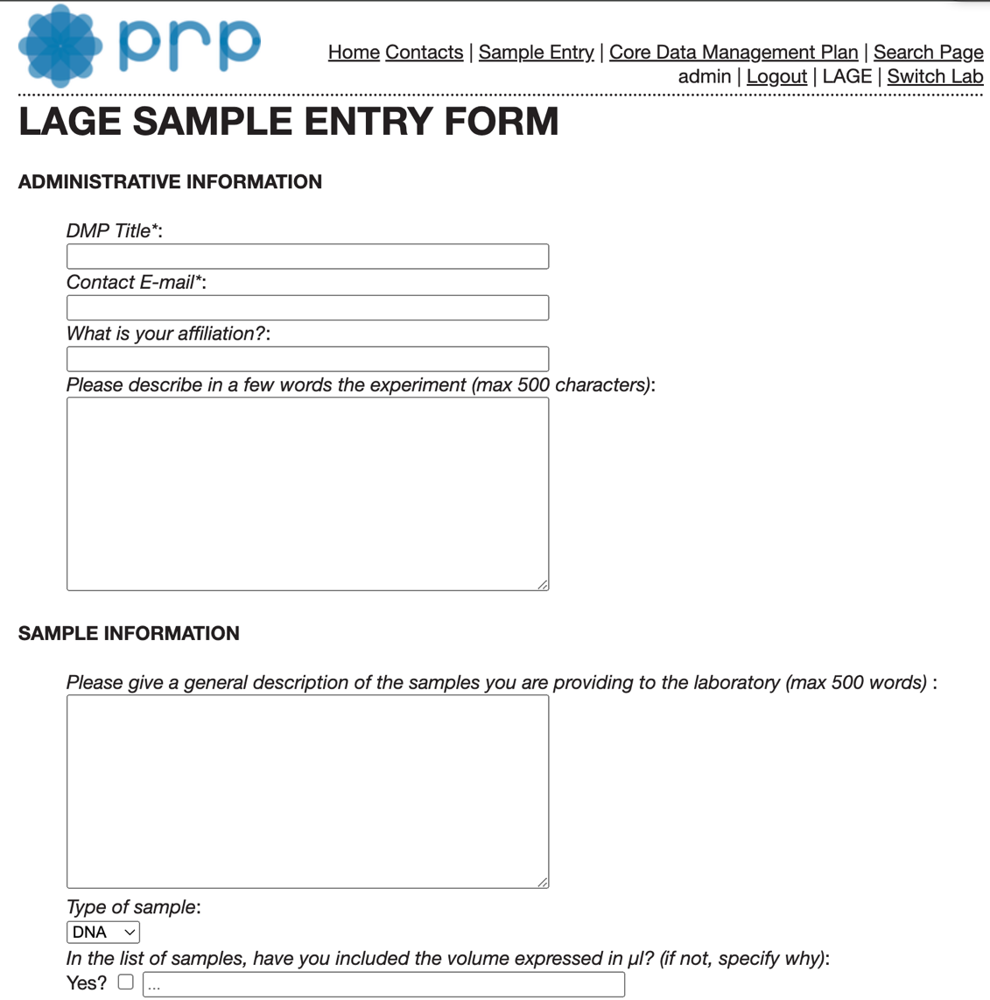 prp
Home Contacts | Sample Entry | Core Data Management Plan | Search Page
admin | Logout | LAGE | Switch Lab
LAGE SAMPLE ENTRY FORM
ADMINISTRATIVE INFORMATION
DMP Title*:
Contact E-mail*:
What is your affiliation?:
Please describe in a few words the experiment (max 500 characters):
SAMPLE INFORMATION
Please give a general description of the samples you are providing to the laboratory (max 500 words) :
Type of sample:
DNA
In the list of samples, have you included the volume expressed in µl? (if not, specify why):
Yes? ...